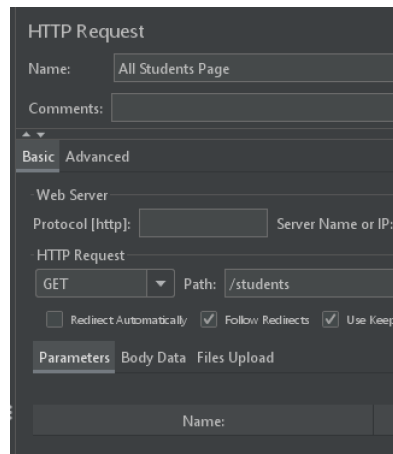 HTTP Request
Name: All Students Page
Comments:
Basic Advanced
Web Server
Protocol [http]: Server Name or IP:
HTTP Request
GET Path: /students
Redirect Automatically Follow Redirects Use Keep
Parameters Body Data Files Upload
Name: